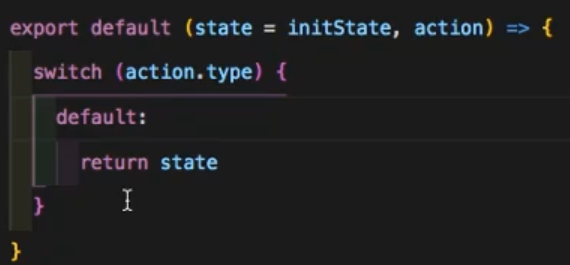 export default (state = initState, action) => {
switch (action.type) {
default:
return state
}
}